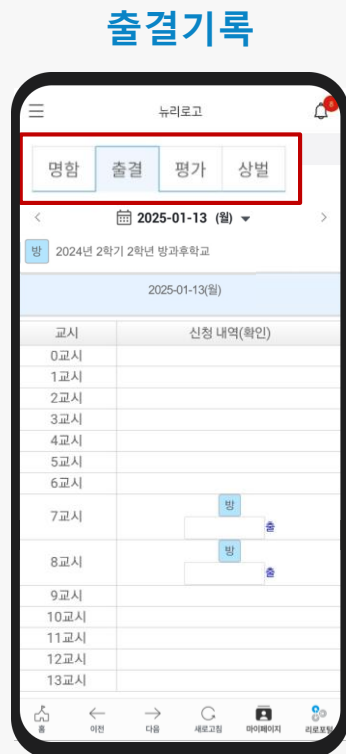 출결기록
뉴리로고
8
명함 출결 평가 상벌
< 2025-01-13 (월) >
방 2024년 2학기 2학년 방과후학교
2025-01-13(월)
교시 신청 내역(확인)
0교시
1교시
2교시
3교시
4교시
5교시
6교시
7교시 방 출
8교시 방 출
9교시
10교시
11교시
12교시
13교시
홈 이전 다음 새로고침 마이페이지 리로포털